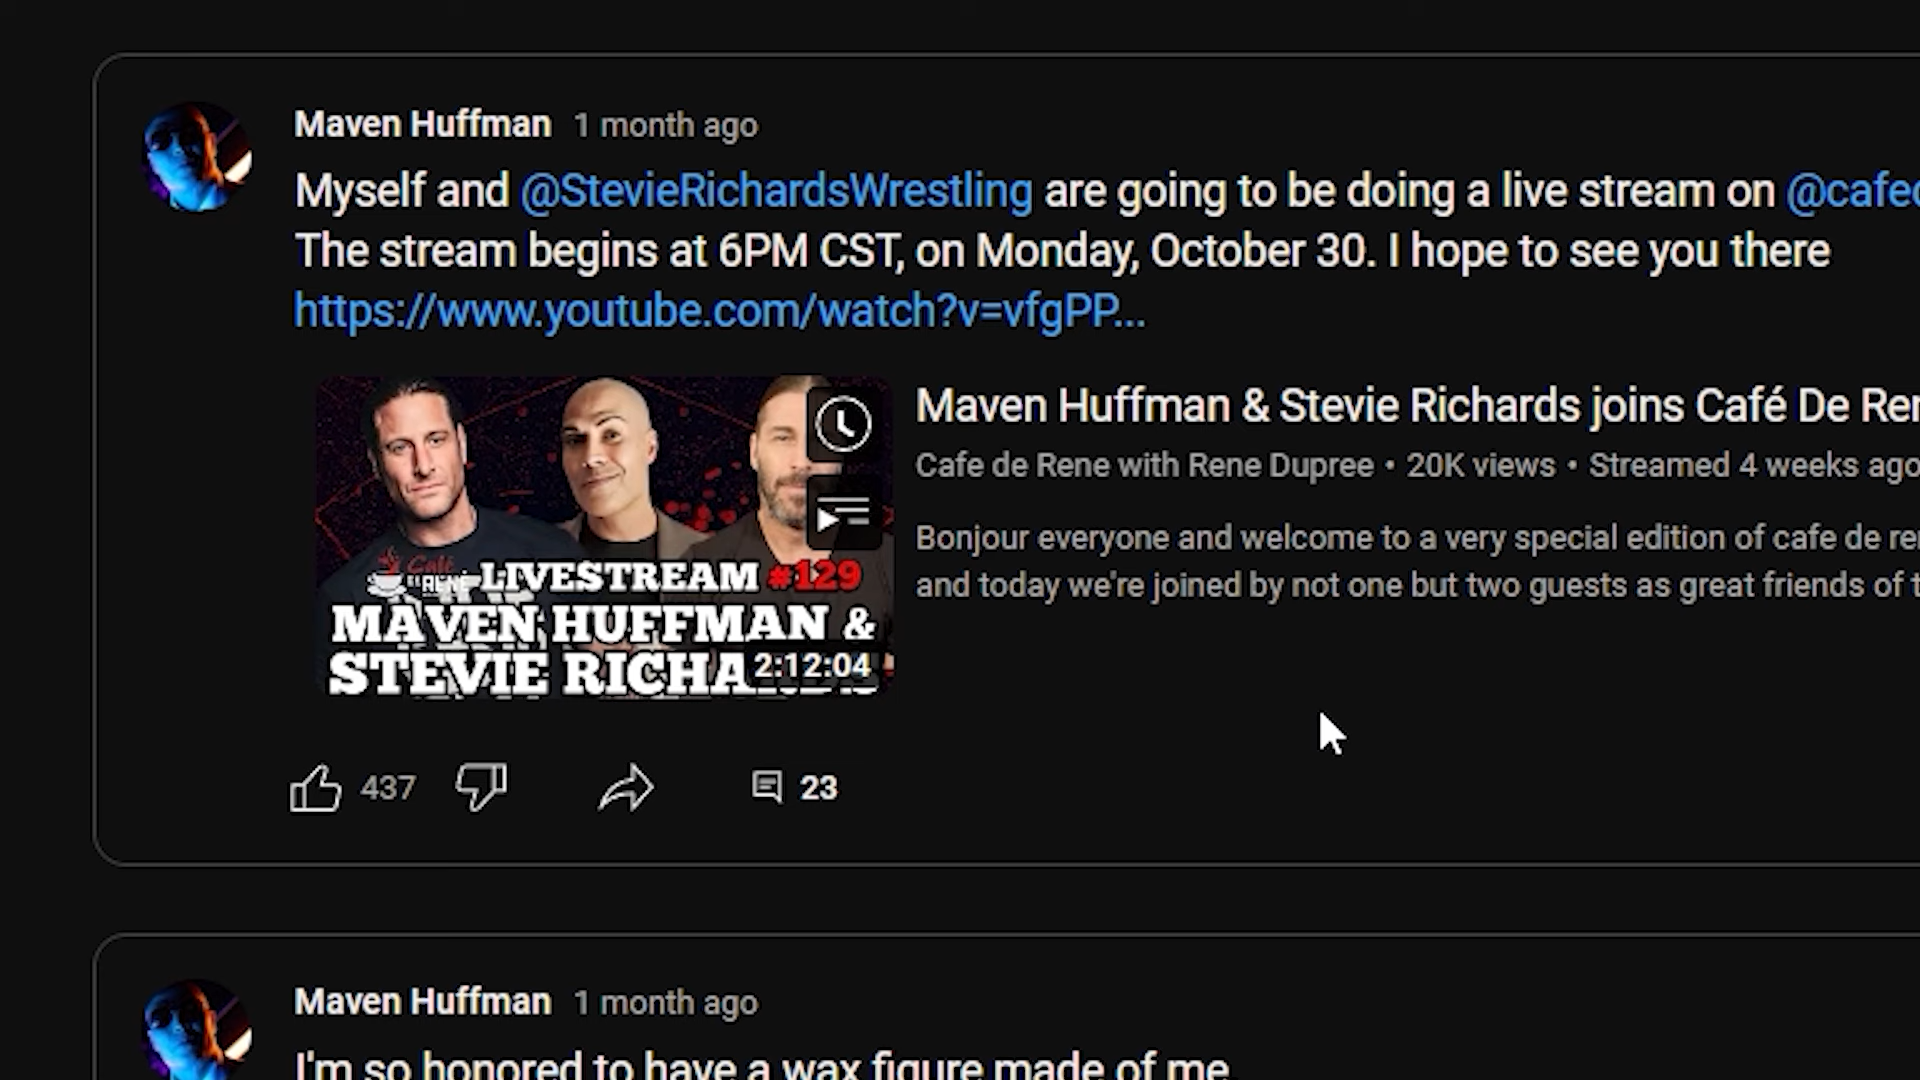 Maven Huffman 1 month ago
Myself and @StevieRichardsWrestling are going to be doing a live stream on
The stream begins at 6PM CST, on Monday, October 30. I hope to see you there
https://www.youtube.com/watch?v=vfgPP...
Maven Huffman & Stevie Richards joins Café De
Cafe de Rene with Rene Dupree • 20K views • Streamed 4 weeks ago
Bonjour everyone and welcome to a very special edition of cafe de
and today we're joined by not one but two guests as great friends of
Café
DE RENÉ
LIVESTREAM #129
MAVEN HUFFMAN &
STEVIE
2:12:04
437
23
Maven Huffman 1 month ago
I'm so honored to have a wax figure made of me